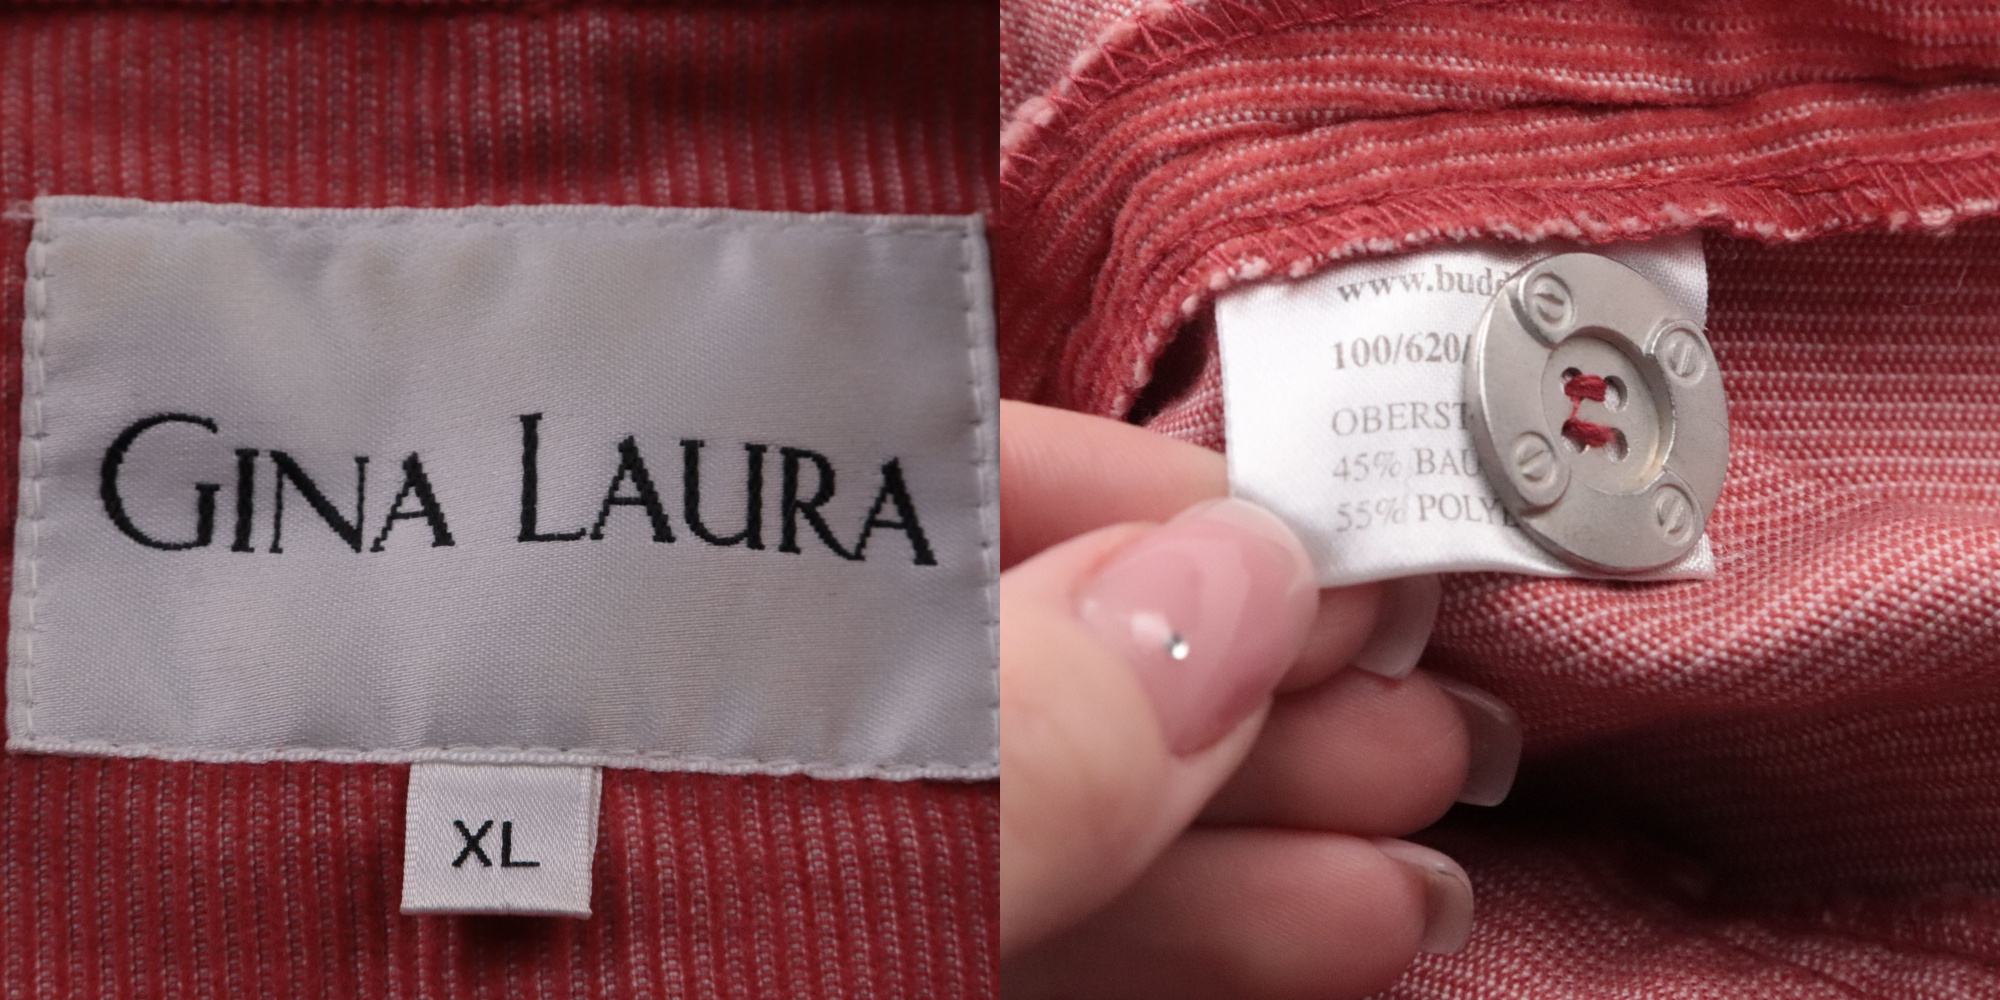 GINA LAURA
XL
www.budd
100/620/
OBERST
45% BAU
55% POLY